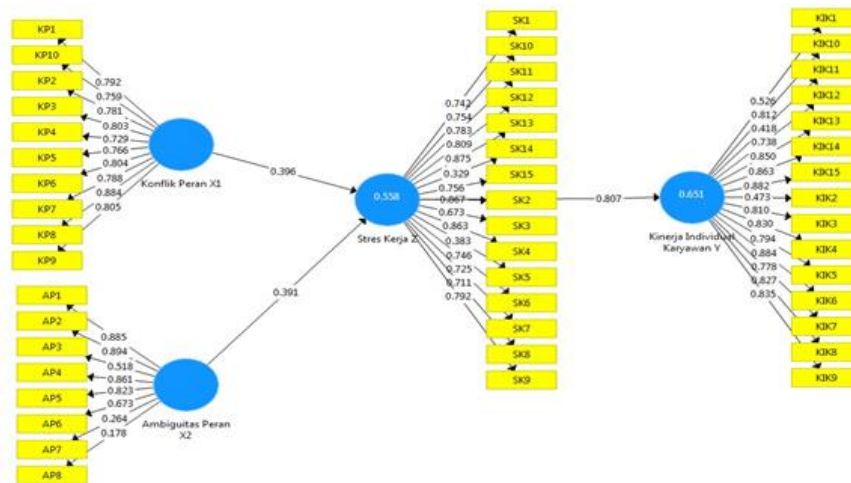 KP1
KP10
KP2
KP3
KP4
KP5
KP6
KP7
KP8
KP9
0.792
0.759
0.781
0.803
0.729
0.766
0.804
0.788
0.884
0.805
Konflik Peran X1
0.396
AP1
AP2
AP3
AP4
AP5
AP6
AP7
AP8
0.885
0.894
0.518
0.861
0.823
0.673
0.264
0.178
Ambiguitas Peran
X2
0.391
0.558
Stres Kerja Z
0.742
0.754
0.783
0.809
0.875
0.329
0.756
0.867
0.673
0.863
0.383
0.746
0.725
0.711
0.792
SK1
SK10
SK11
SK12
SK13
SK14
SK15
SK2
SK3
SK4
SK5
SK6
SK7
SK8
SK9
0.807
0.651
Kinerja Individual
Karyawan Y
0.526
0.812
0.418
0.738
0.850
0.863
0.882
0.473
0.810
0.830
0.794
0.884
0.778
0.827
0.835
KIK1
KIK10
KIK11
KIK12
KIK13
KIK14
KIK15
KIK2
KIK3
KIK4
KIK5
KIK6
KIK7
KIK8
KIK9